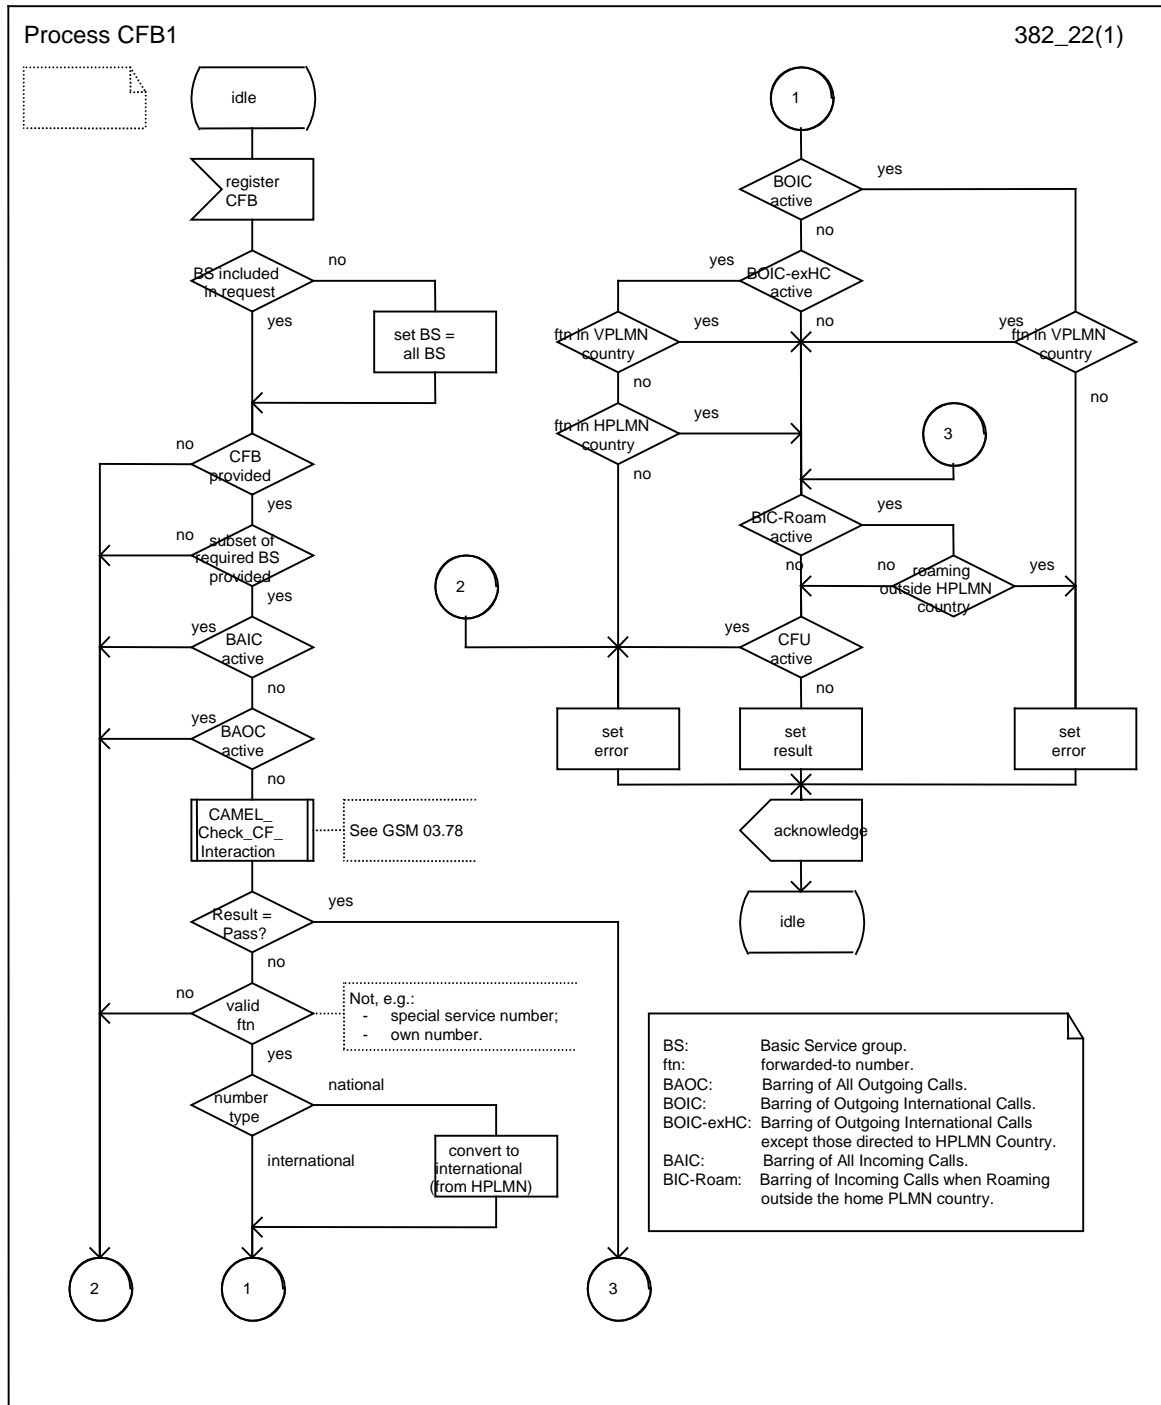 Process CFB1
382_22(1)
idle
register
CFB
BS included
in request
no
yes
set BS =
all BS
no
CFB
provided
yes
no
subset of
required BS
provided
yes
yes
BAIC
active
no
yes
BAOC
active
no
CAMEL_
Check_CF_
Interaction
See GSM 03.78
Result =
Pass?
yes
no
no
valid
ftn
Not, e.g.:
- special service number;
- own number.
yes
number
type
national
international
convert to
international
(from HPLMN)
2
1
3
1
BOIC
active
yes
no
yes
BOIC-exHC
active
no
ftn in VPLMN
country
yes
no
yes
ftn in VPLMN
country
no
ftn in HPLMN
country
yes
no
3
BIC-Roam
active
yes
no
no
roaming
outside HPLMN
country
yes
2
yes
CFU
active
no
set
error
set
result
set
error
acknowledge
idle
BS: Basic Service group.
ftn: forwarded-to number.
BAOC: Barring of All Outgoing Calls.
BOIC: Barring of Outgoing International Calls.
BOIC-exHC: Barring of Outgoing International Calls
except those directed to HPLMN Country.
BAIC: Barring of All Incoming Calls.
BIC-Roam: Barring of Incoming Calls when Roaming
outside the home PLMN country.